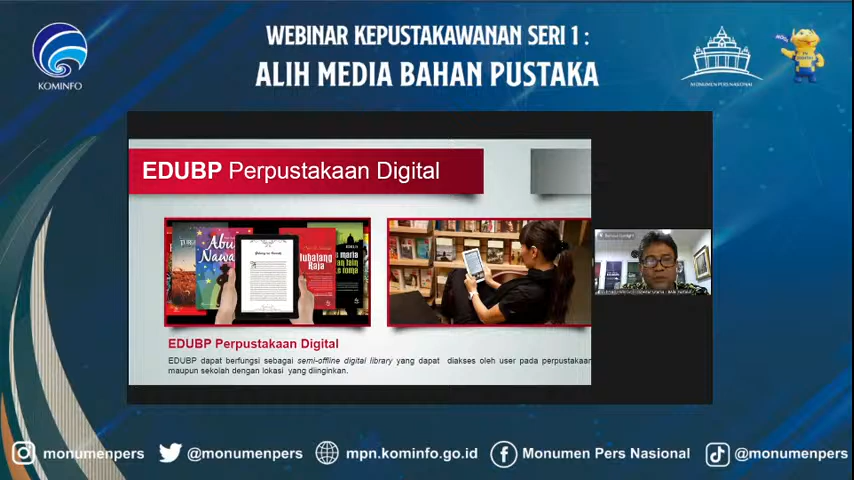 WEBINAR KEPUSTAKAWANAN SERI 1 :
ALIH MEDIA BAHAN PUSTAKA
KOMINFO
MONUMEN PERS NASIONAL
EDUBP Perpustakaan Digital
Abu
Nawa
EDUBP Perpustakaan Digital
EDUBP dapat berfungsi sebagai semi-offline digital library yang dapat diakses oleh user pada perpustakaan
maupun sekolah dengan lokasi yang diinginkan.
monumenpers
@monumenpers
mpn.kominfo.go.id
Monumen Pers Nasional
@monumenpers